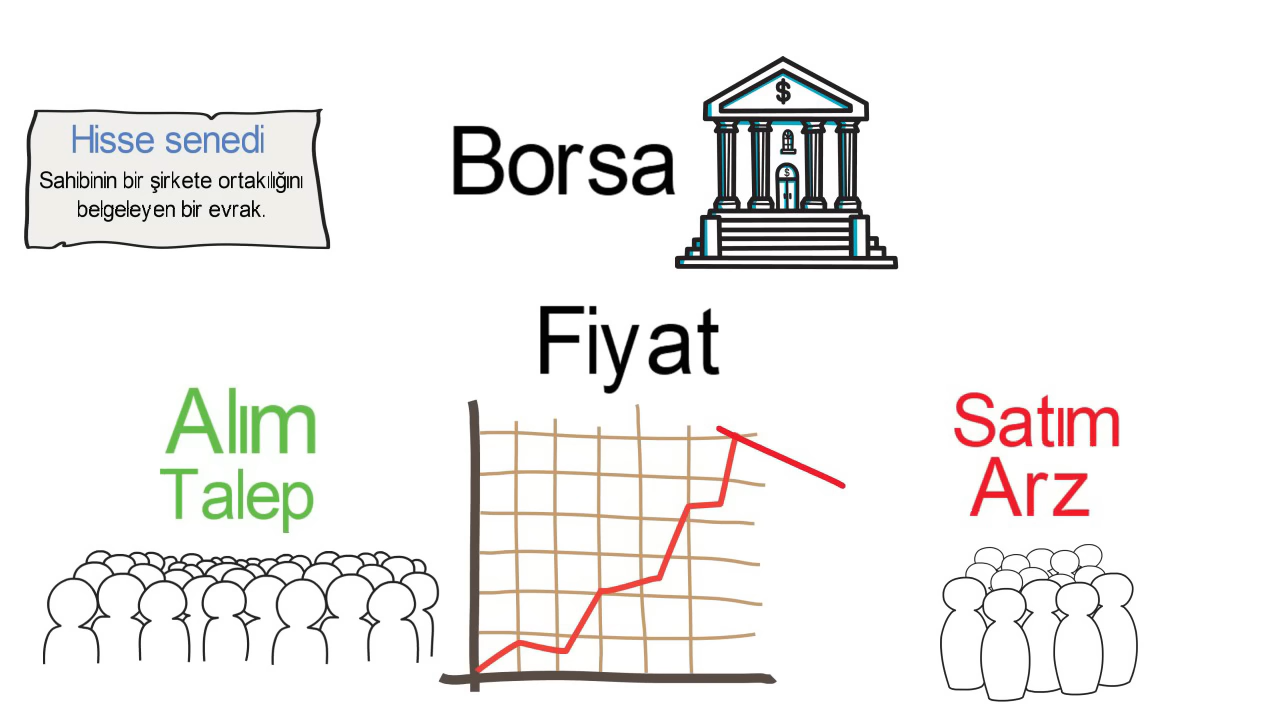 Hisse senedi
Sahibinin bir şirkete ortaklığını
belgeleyen bir evrak.
Borsa
$
$
Fiyat
Alım
Talep
Satım
Arz